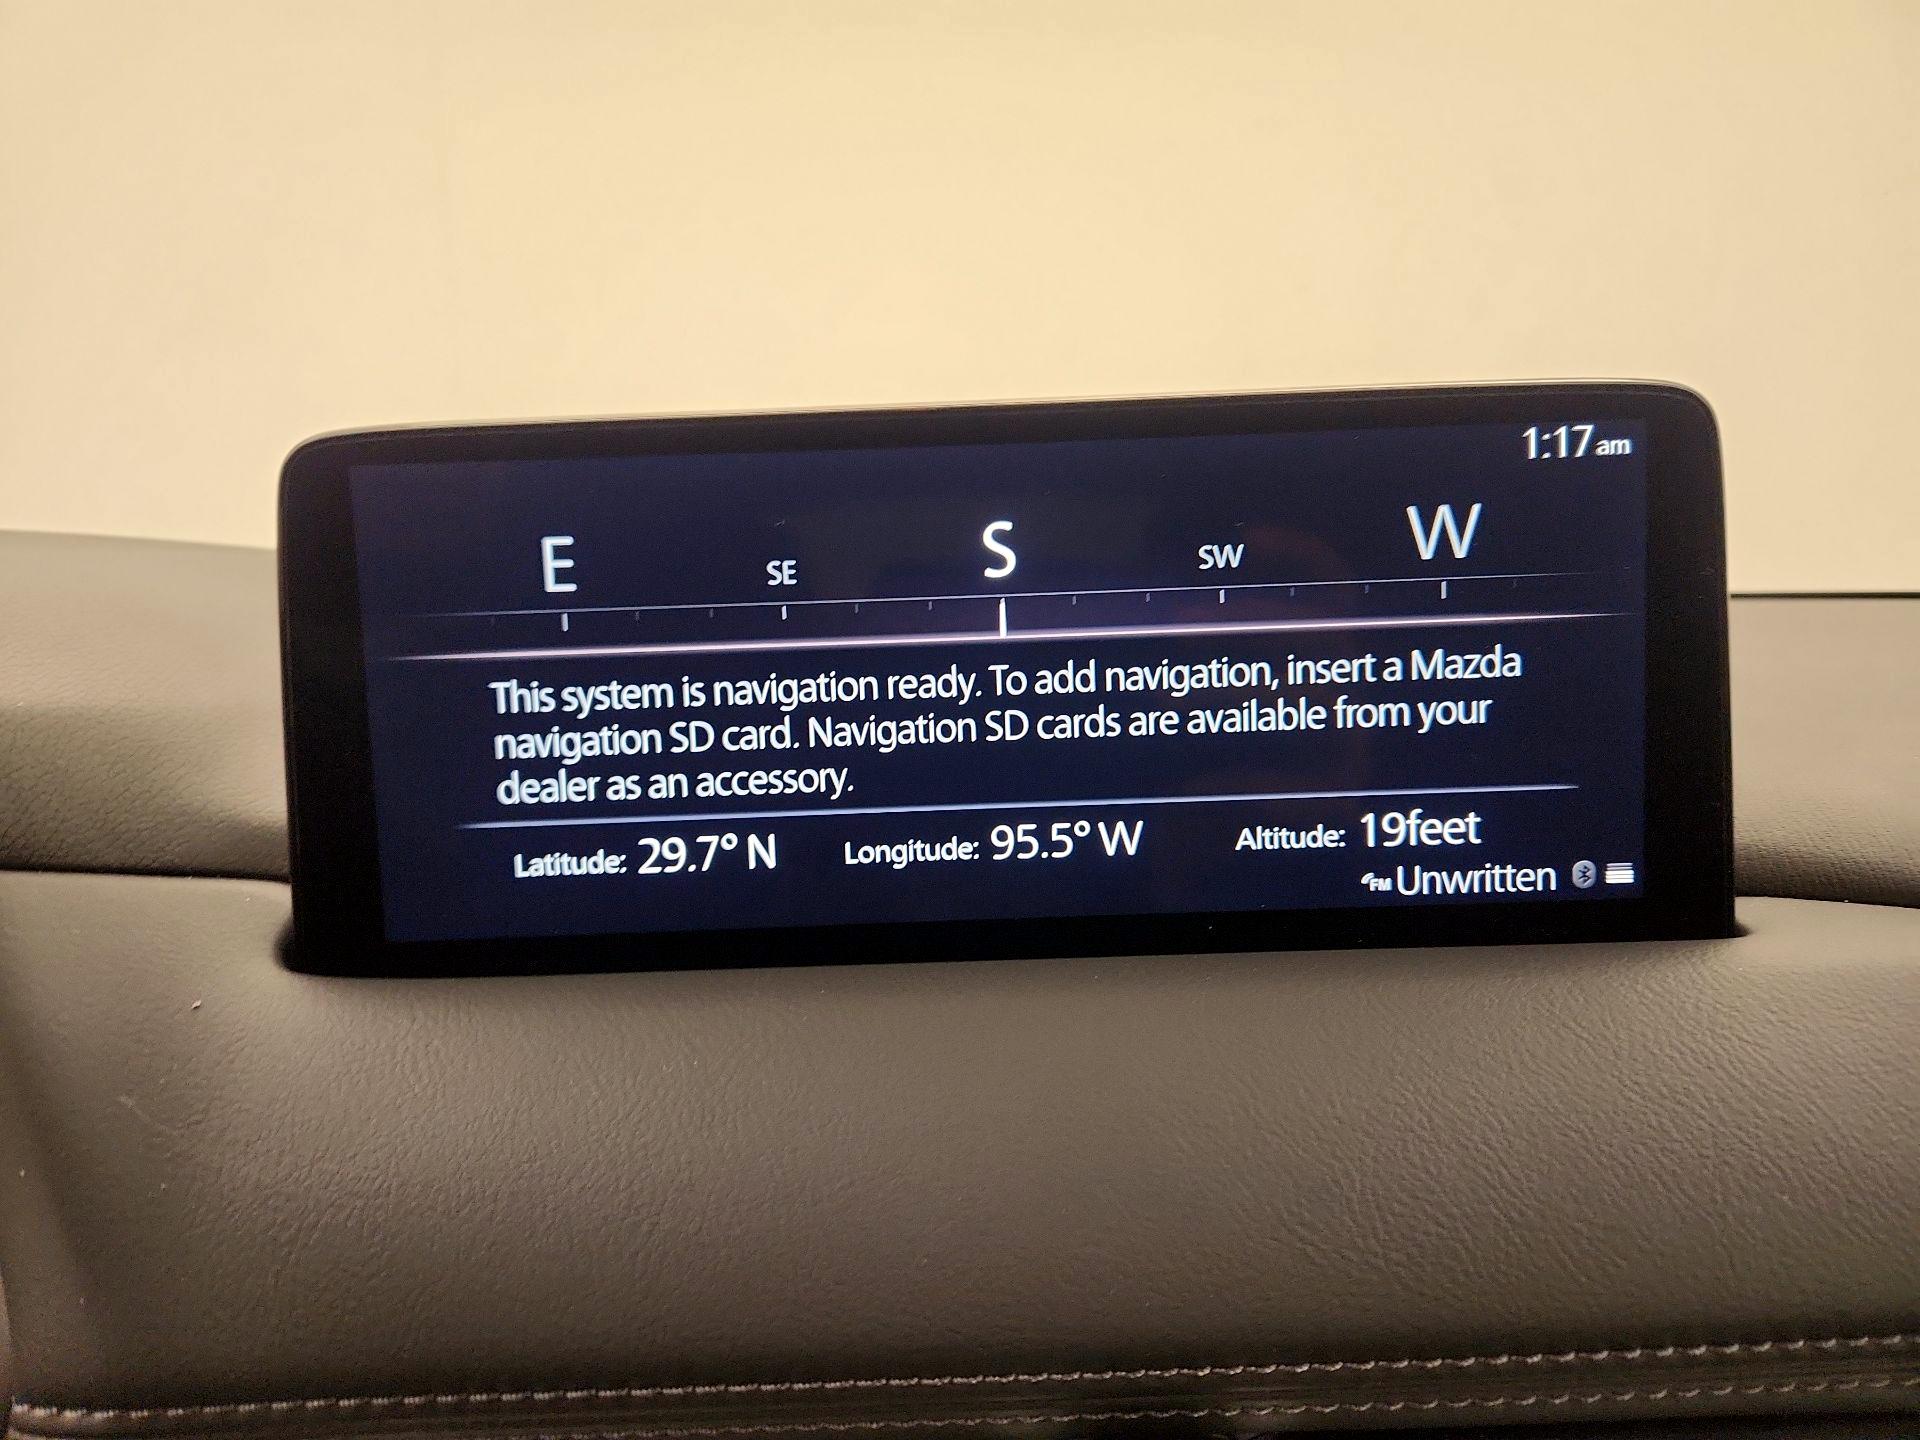 1:17 am
E SE S SW W
This system is navigation ready. To add navigation, insert a Mazda
navigation SD card. Navigation SD cards are available from your
dealer as an accessory.
Latitude: 29.7° N Longitude: 95.5° W Altitude: 19feet
FM Unwritten